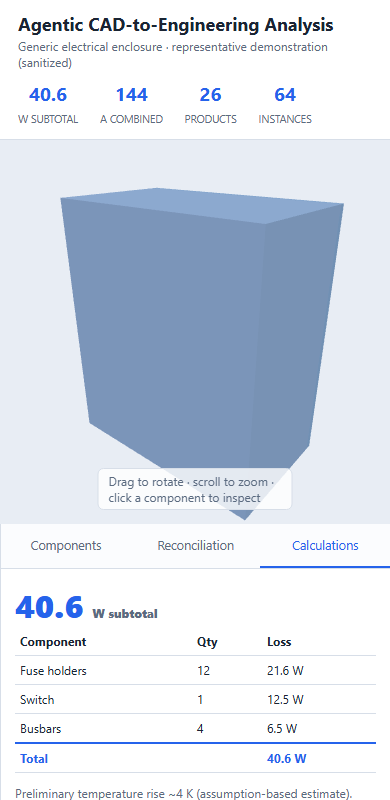 Agentic CAD-to-Engineering Analysis
Generic electrical enclosure · representative demonstration
(sanitized)
40.6 144 26 64
W SUBTOTAL A COMBINED PRODUCTS INSTANCES
Drag to rotate · scroll to zoom ·
click a component to inspect
Components Reconciliation Calculations
40.6 W subtotal
Component Qty Loss
Fuse holders 12 21.6 W
Switch 1 12.5 W
Busbars 4 6.5 W
Total 40.6 W
Preliminary temperature rise ~4 K (assumption-based estimate).